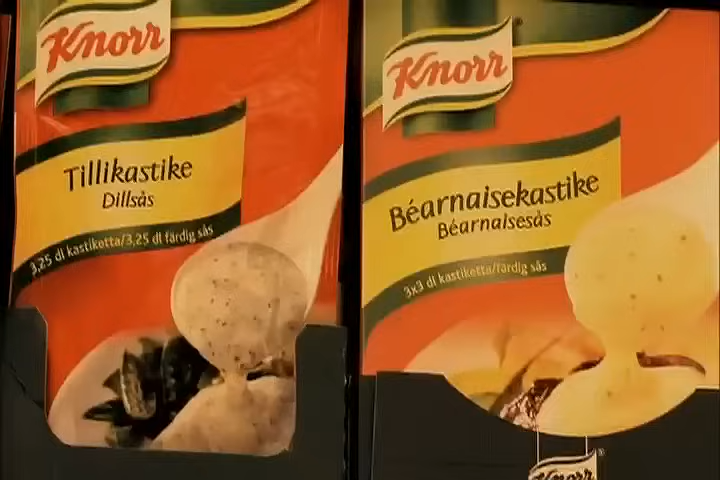 Knorr
Tillikastike
Dillsås
3,25 dl kastiketta/3,25 dl färdig sås
Knorr
Béarnaisekastike
Béarnaisesås
3x3 dl kastiketta/färdig sås
Knorr